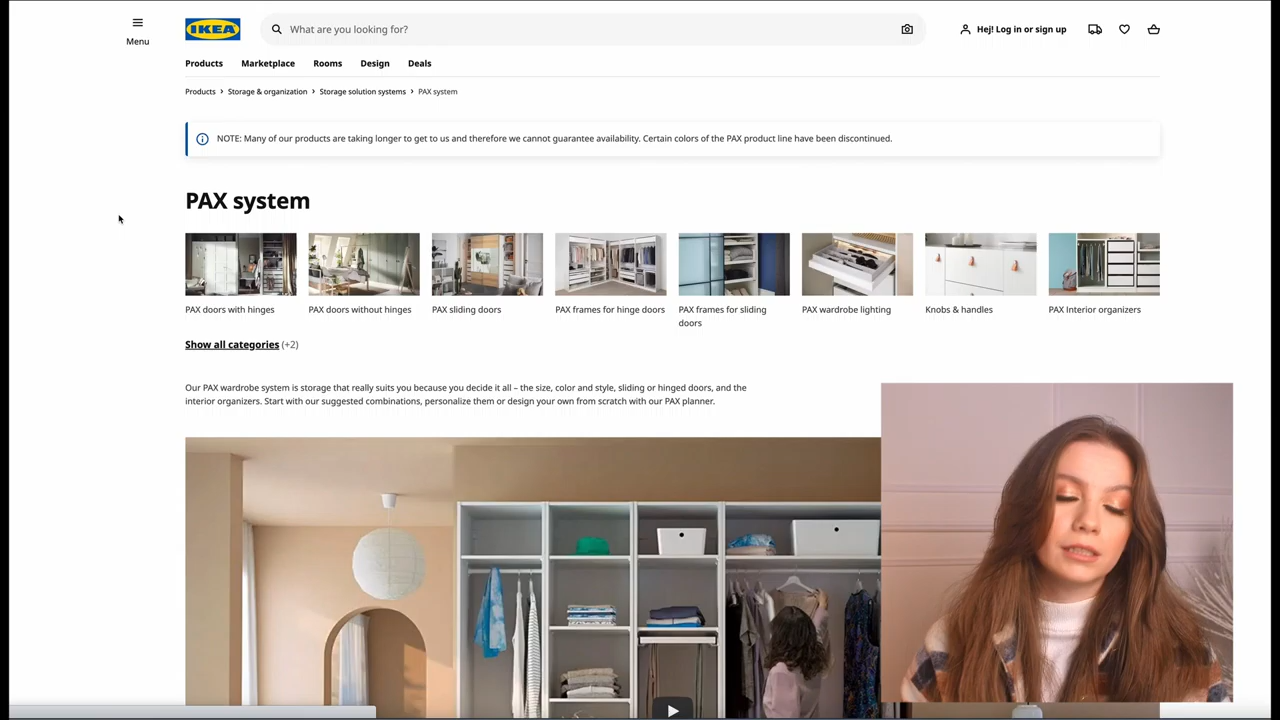 Menu
IKEA
What are you looking for?
Hej! Log in or sign up
Products Marketplace Rooms Design Deals
Products > Storage & organization > Storage solution systems > PAX system
NOTE: Many of our products are taking longer to get to us and therefore we cannot guarantee availability. Certain colors of the PAX product line have been discontinued.
PAX system
PAX doors with hinges
PAX doors without hinges
PAX sliding doors
PAX frames for hinge doors
PAX frames for sliding
doors
PAX wardrobe lighting
Knobs & handles
PAX Interior organizers
Show all categories (+2)
Our PAX wardrobe system is storage that really suits you because you decide it all – the size, color and style, sliding or hinged doors, and the
interior organizers. Start with our suggested combinations, personalize them or design your own from scratch with our PAX planner.